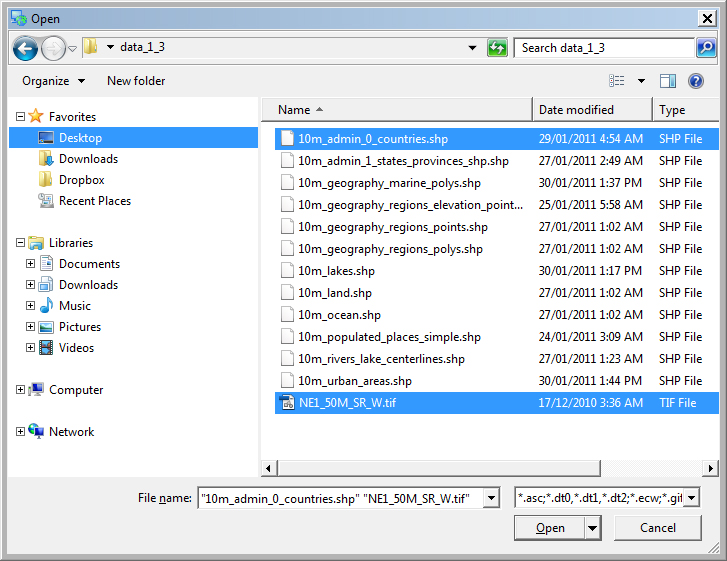 Open
data_1_3
Search data_1_3
Organize
New folder
Favorites
Desktop
Downloads
Dropbox
Recent Places
Libraries
Documents
Downloads
Music
Pictures
Videos
Computer
Network
Name Date modified Type
10m_admin_0_countries.shp 29/01/2011 4:54 AM SHP File
10m_admin_1_states_provinces_shp.shp 27/01/2011 2:49 AM SHP File
10m_geography_marine_polys.shp 30/01/2011 1:37 PM SHP File
10m_geography_regions_elevation_point... 25/01/2011 5:58 AM SHP File
10m_geography_regions_points.shp 27/01/2011 1:02 AM SHP File
10m_geography_regions_polys.shp 27/01/2011 1:02 AM SHP File
10m_lakes.shp 30/01/2011 1:17 PM SHP File
10m_land.shp 27/01/2011 1:02 AM SHP File
10m_ocean.shp 27/01/2011 1:02 AM SHP File
10m_populated_places_simple.shp 24/01/2011 3:09 AM SHP File
10m_rivers_lake_centerlines.shp 27/01/2011 1:23 AM SHP File
10m_urban_areas.shp 30/01/2011 1:44 PM SHP File
NE1_50M_SR_W.tif 17/12/2010 3:36 AM TIF File
File name: "10m_admin_0_countries.shp" "NE1_50M_SR_W.tif"
*.asc;*.dt0,*.dt1,*.dt2;*.ecw;*.gif
Open
Cancel